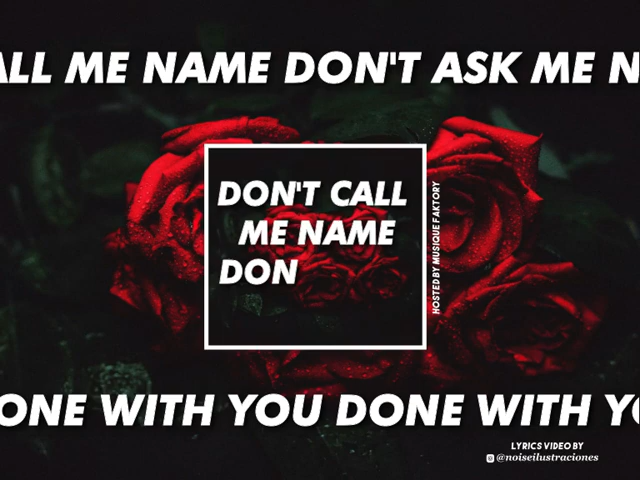 ALL ME NAME DON'T ASK ME N
DON'T CALL
ME NAME
DON
HOSTED BY MUSIQUE FAKTORY
ONE WITH YOU DONE WITH YO
LYRICS VIDEO BY
@noiseilustraciones